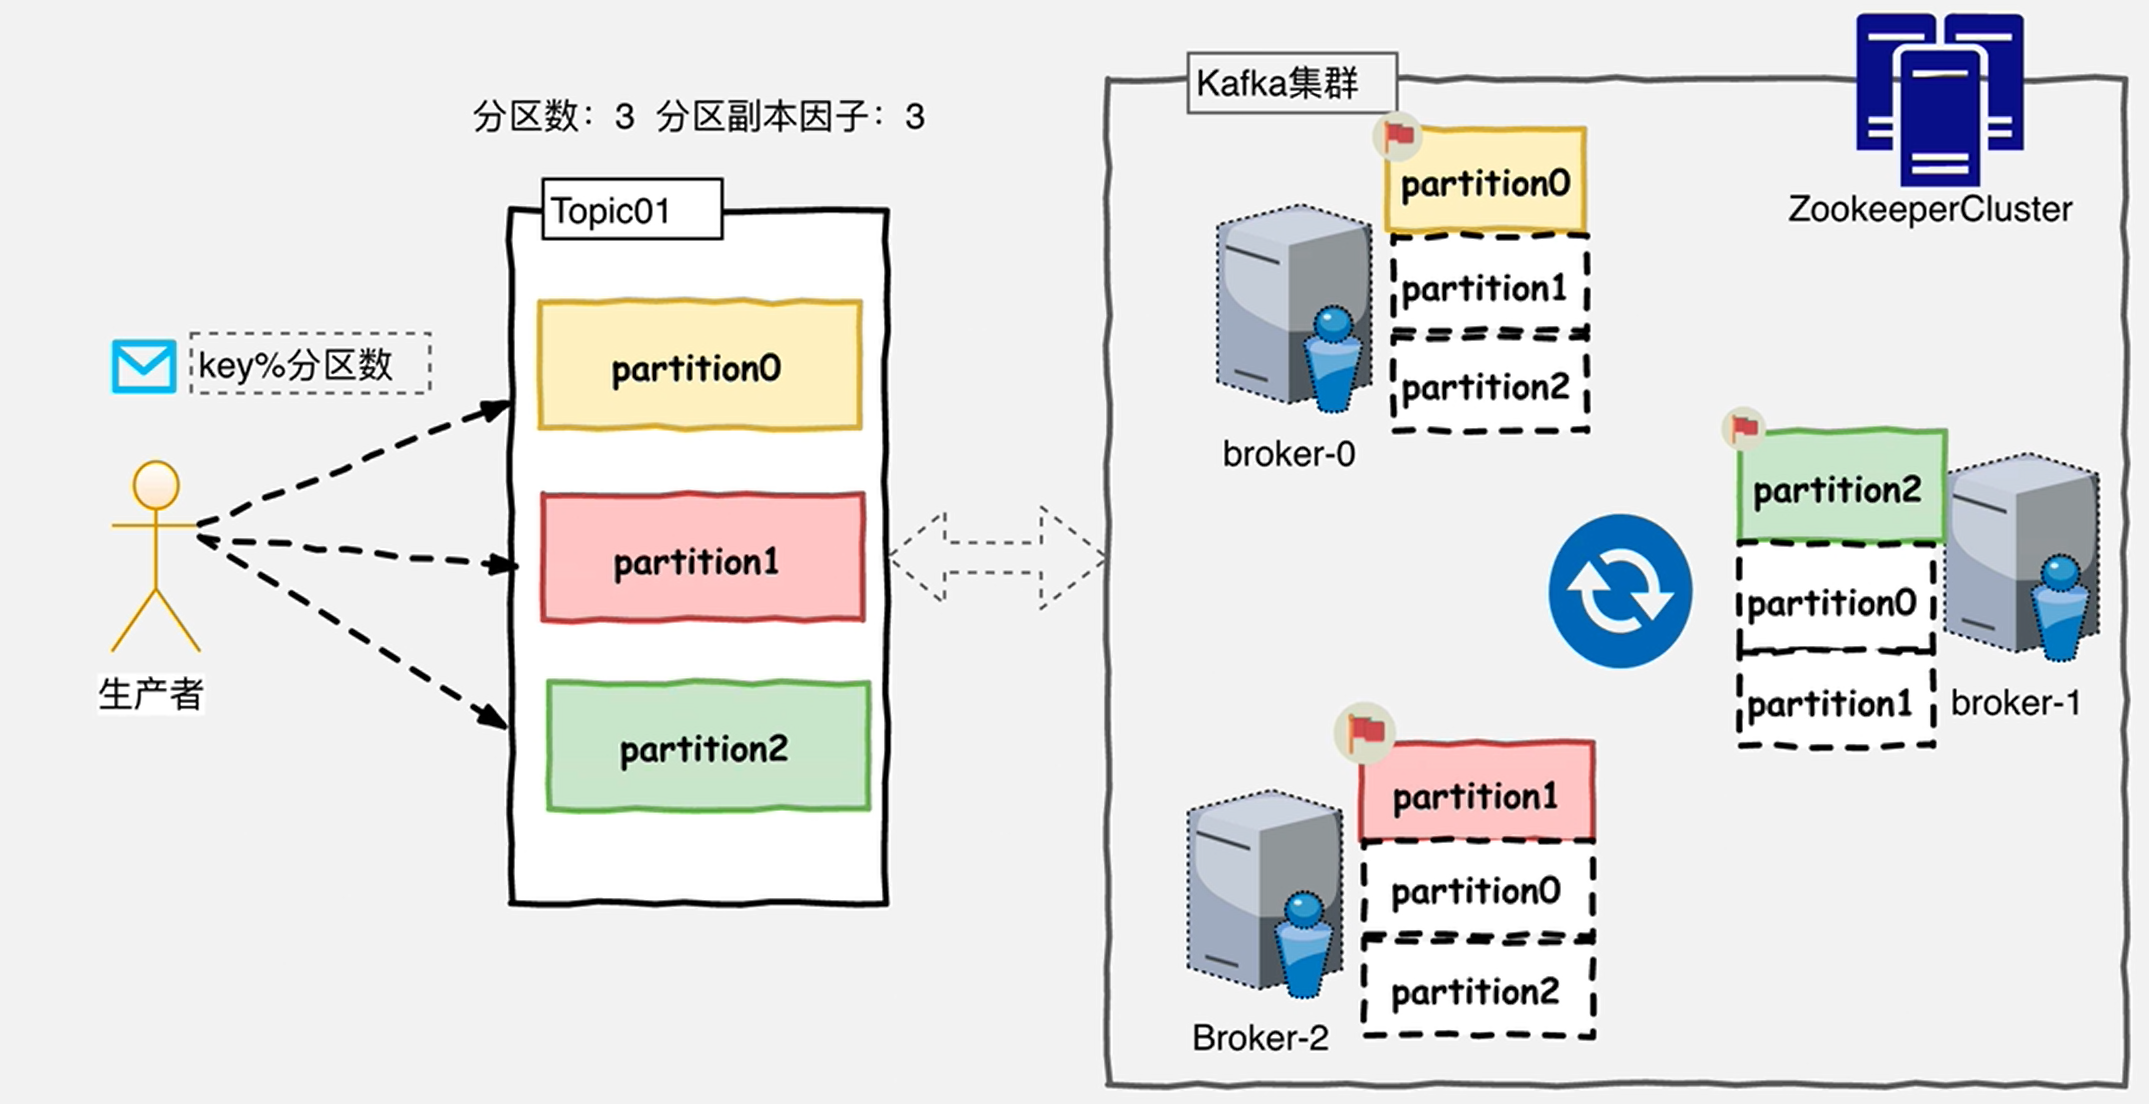 分区数：3 分区副本因子：3
Topic01
key%分区数
partition0
partition1
partition2
生产者
Kafka集群
ZookeeperCluster
partition0
partition1
partition2
broker-0
partition2
partition0
partition1
broker-1
partition1
partition0
partition2
Broker-2